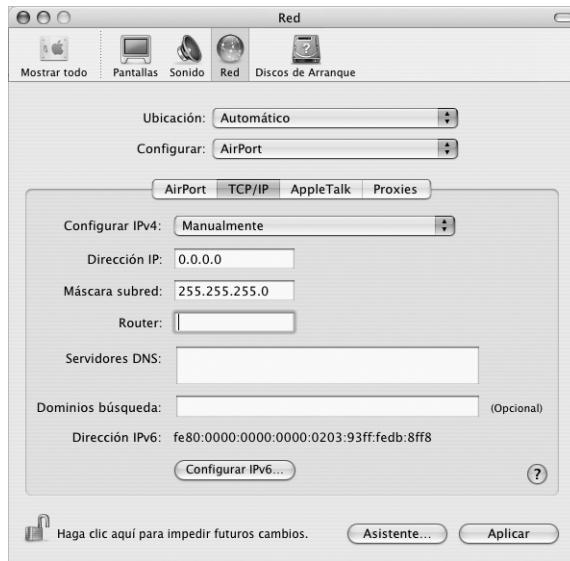 Red
Mostrar todo Pantallas Sonido Red Discos de Arranque
Ubicación: Automático
Configurar: AirPort
AirPort TCP/IP AppleTalk Proxies
Configurar IPv4: Manualmente
Dirección IP: 0.0.0.0
Máscara subred: 255.255.255.0
Router:
Servidores DNS:
Dominios búsqueda: (Opcional)
Dirección IPv6: fe80:0000:0000:0000:0203:93ff:fedb:8ff8
Configurar IPv6... ?
Haga clic aquí para impedir futuros cambios. Asistente... Aplicar